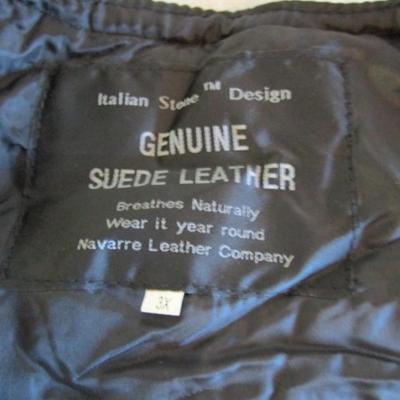 Italian Stone™ Design
GENUINE
SUEDE LEATHER
Breathes Naturally
Wear it year round
Navarre Leather Company
3X